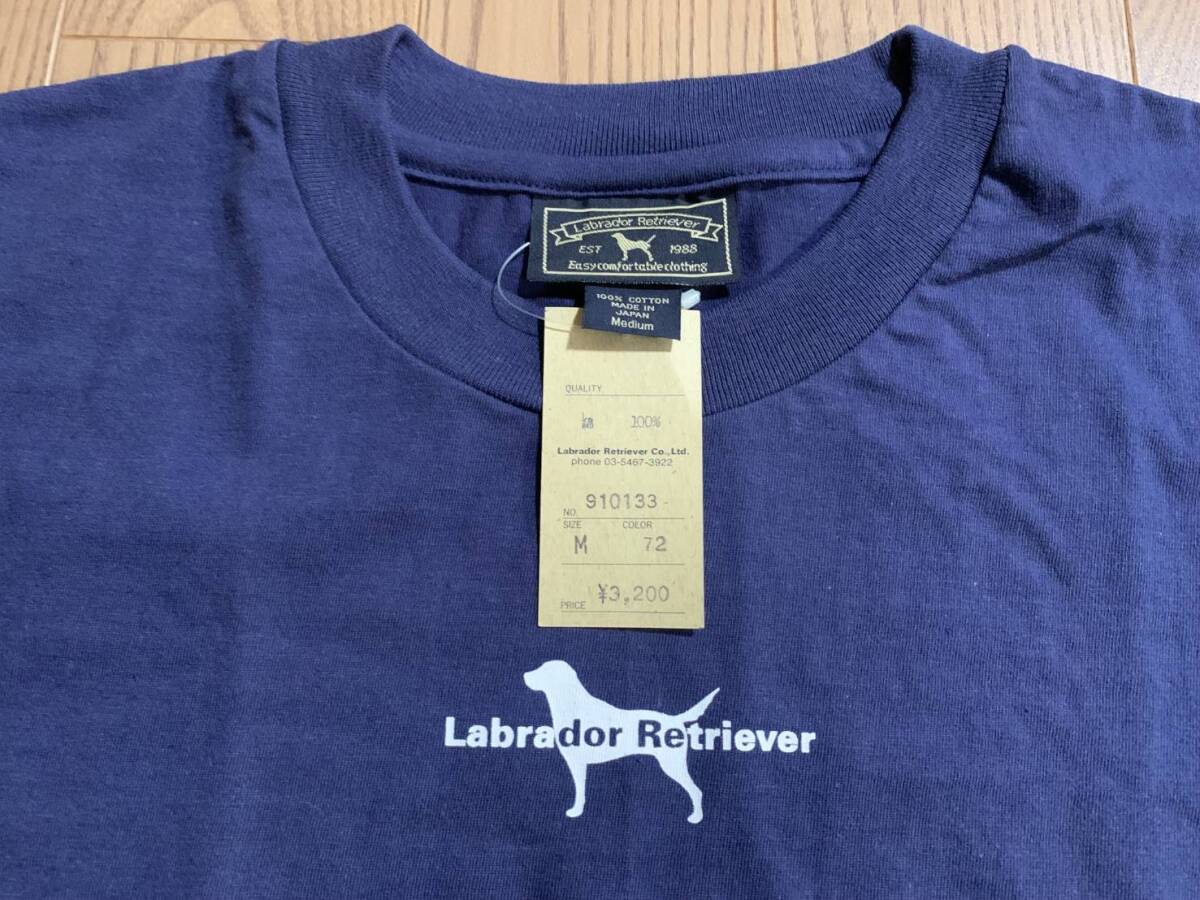 Labrador Retriever
EST 1988
Easy comfortable clothing
100% COTTON
MADE IN
JAPAN
Medium
QUALITY
100%
Labrador Retriever Co.,Ltd.
phone 03-5467-3922
NO. 910133
SIZE COLOR
M 72
PRICE ¥3,200
Labrador Retriever